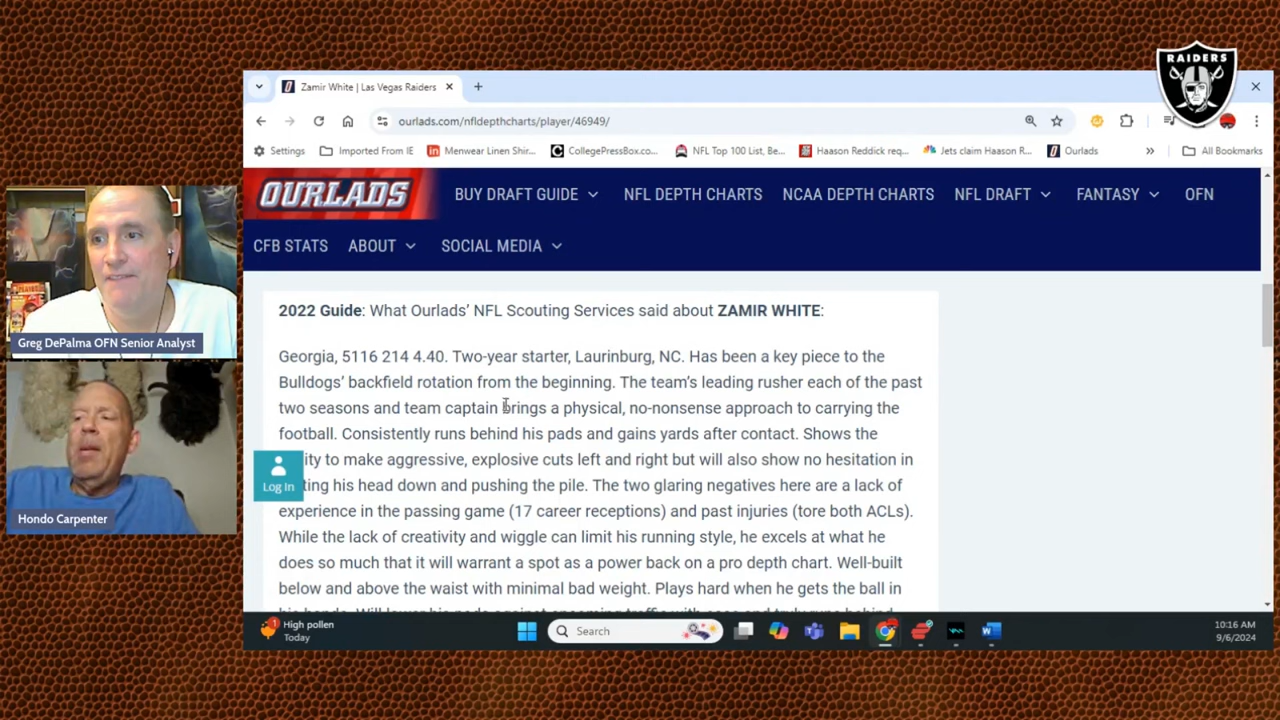 RAIDERS
Zamir White | Las Vegas Raiders
ourlads.com/nfldepthcharts/player/46949/
Settings
Imported From IE
Menwear Linen Shir...
CollegePressBox.co...
NFL Top 100 List, Be...
Haason Reddick req...
Jets claim Haason R...
Ourlads
All Bookmarks
OURLADS
BUY DRAFT GUIDE
NFL DEPTH CHARTS
NCAA DEPTH CHARTS
NFL DRAFT
FANTASY
OFN
CFB STATS
ABOUT
SOCIAL MEDIA
2022 Guide: What Ourlads' NFL Scouting Services said about ZAMIR WHITE:
Georgia, 5116 214 4.40. Two-year starter, Laurinburg, NC. Has been a key piece to the
Bulldogs' backfield rotation from the beginning. The team's leading rusher each of the past
two seasons and team captain brings a physical, no-nonsense approach to carrying the
football. Consistently runs behind his pads and gains yards after contact. Shows the
ity to make aggressive, explosive cuts left and right but will also show no hesitation in
ting his head down and pushing the pile. The two glaring negatives here are a lack of
experience in the passing game (17 career receptions) and past injuries (tore both ACLs).
While the lack of creativity and wiggle can limit his running style, he excels at what he
does so much that it will warrant a spot as a power back on a pro depth chart. Well-built
below and above the waist with minimal bad weight. Plays hard when he gets the ball in
Log In
Greg DePalma OFN Senior Analyst
Hondo Carpenter
High pollen
Today
Search
10:16 AM
9/6/2024